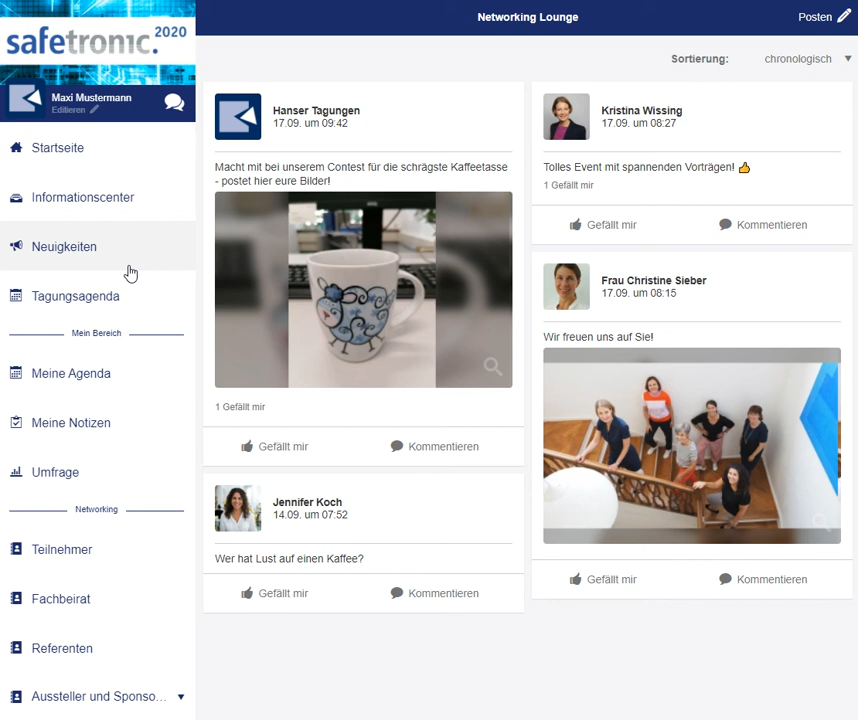 safetronic.2020
Maxi Mustermann
Editieren
Startseite
Informationscenter
Neuigkeiten
Tagungsagenda
Mein Bereich
Meine Agenda
Meine Notizen
Umfrage
Networking
Teilnehmer
Fachbeirat
Referenten
Aussteller und Sponso...
Networking Lounge
Posten
Sortierung: chronologisch
Hanser Tagungen
17.09. um 09:42
Macht mit bei unserem Contest für die schrägste Kaffeetasse
- postet hier eure Bilder!
1 Gefällt mir
Gefällt mir Kommentieren
Jennifer Koch
14.09. um 07:52
Wer hat Lust auf einen Kaffee?
Gefällt mir Kommentieren
Kristina Wissing
17.09. um 08:27
Tolles Event mit spannenden Vorträgen! 👍
1 Gefällt mir
Gefällt mir Kommentieren
Frau Christine Sieber
17.09. um 08:15
Wir freuen uns auf Sie!
Gefällt mir Kommentieren